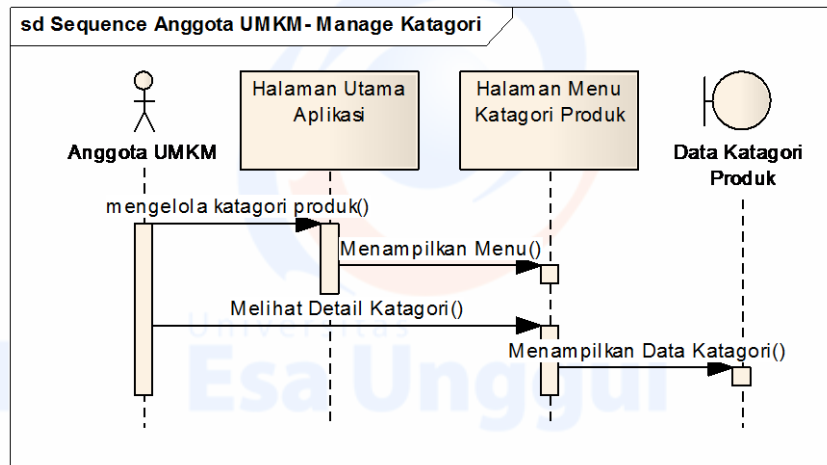 sd Sequence Anggota UMKM- Manage Katagori
Halaman Utama
Aplikasi
Halaman Menu
Katagori Produk
Anggota UMKM
Data Katagori
Produk
mengelola katagori produk()
Menampilkan Menu()
Melihat Detail Katagori()
Universitas
Menampilkan Data Katagori()
Esa Unggul